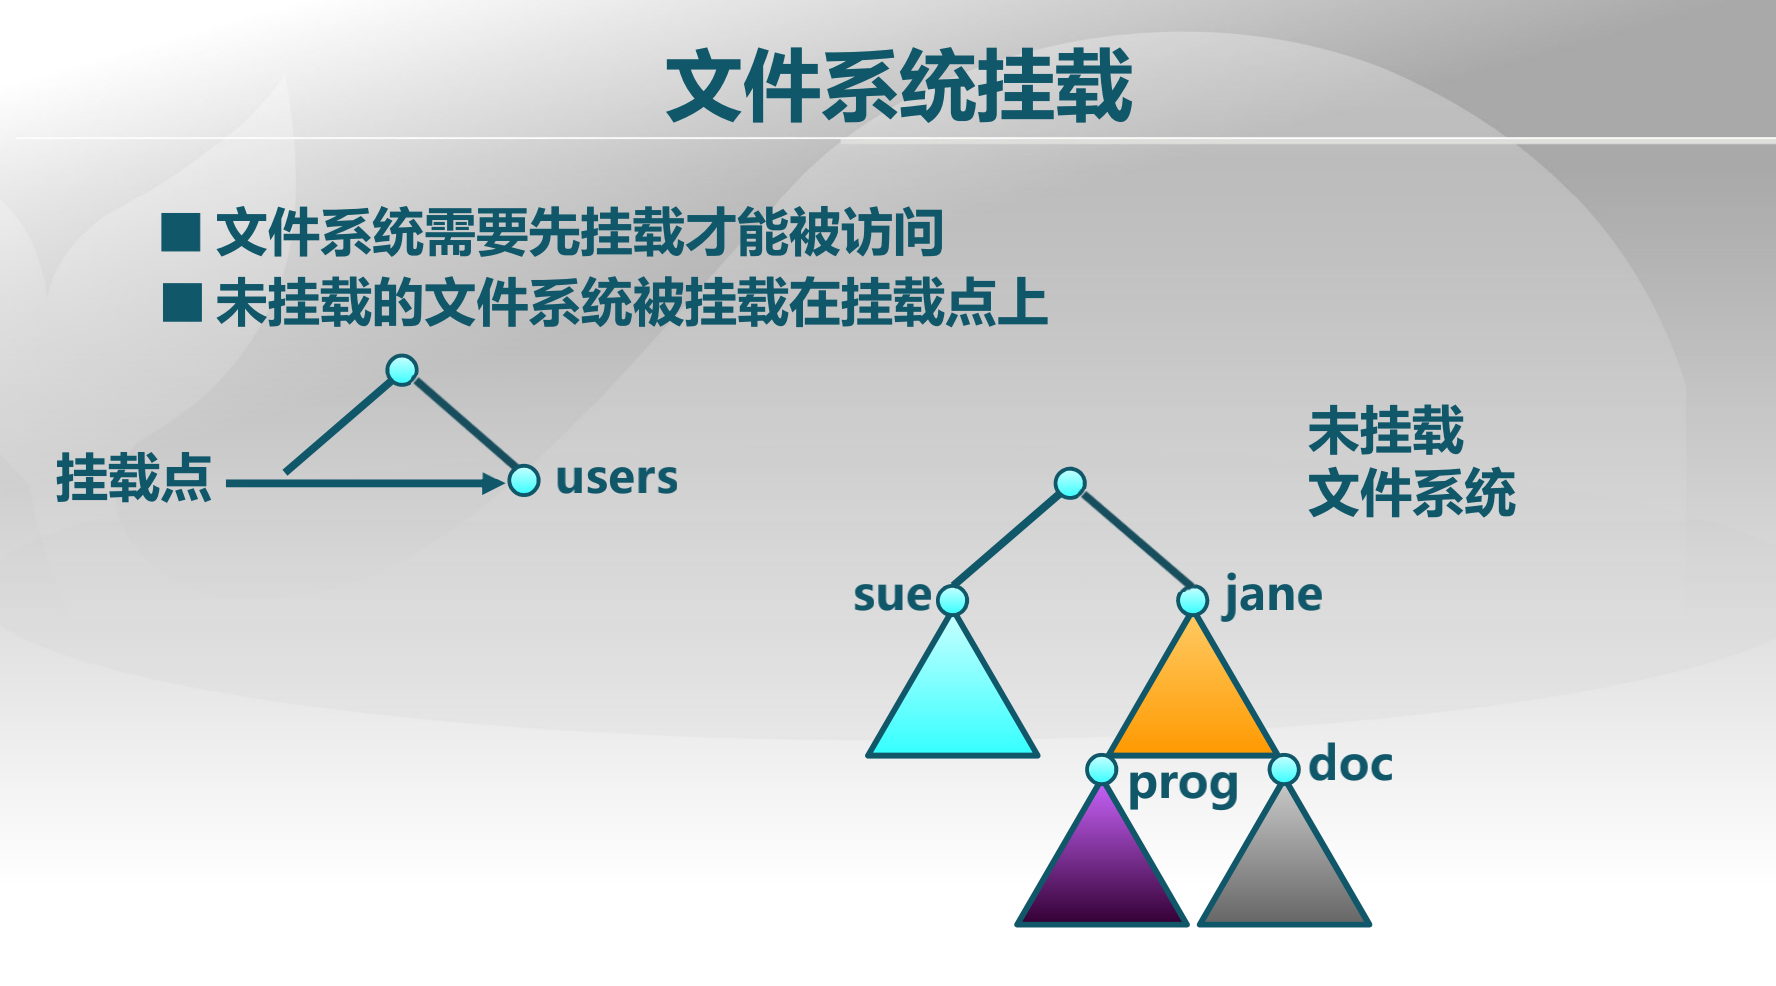 文件系统挂载
文件系统需要先挂载才能被访问
未挂载的文件系统被挂载在挂载点上
挂载点
users
未挂载
文件系统
sue
jane
prog
doc